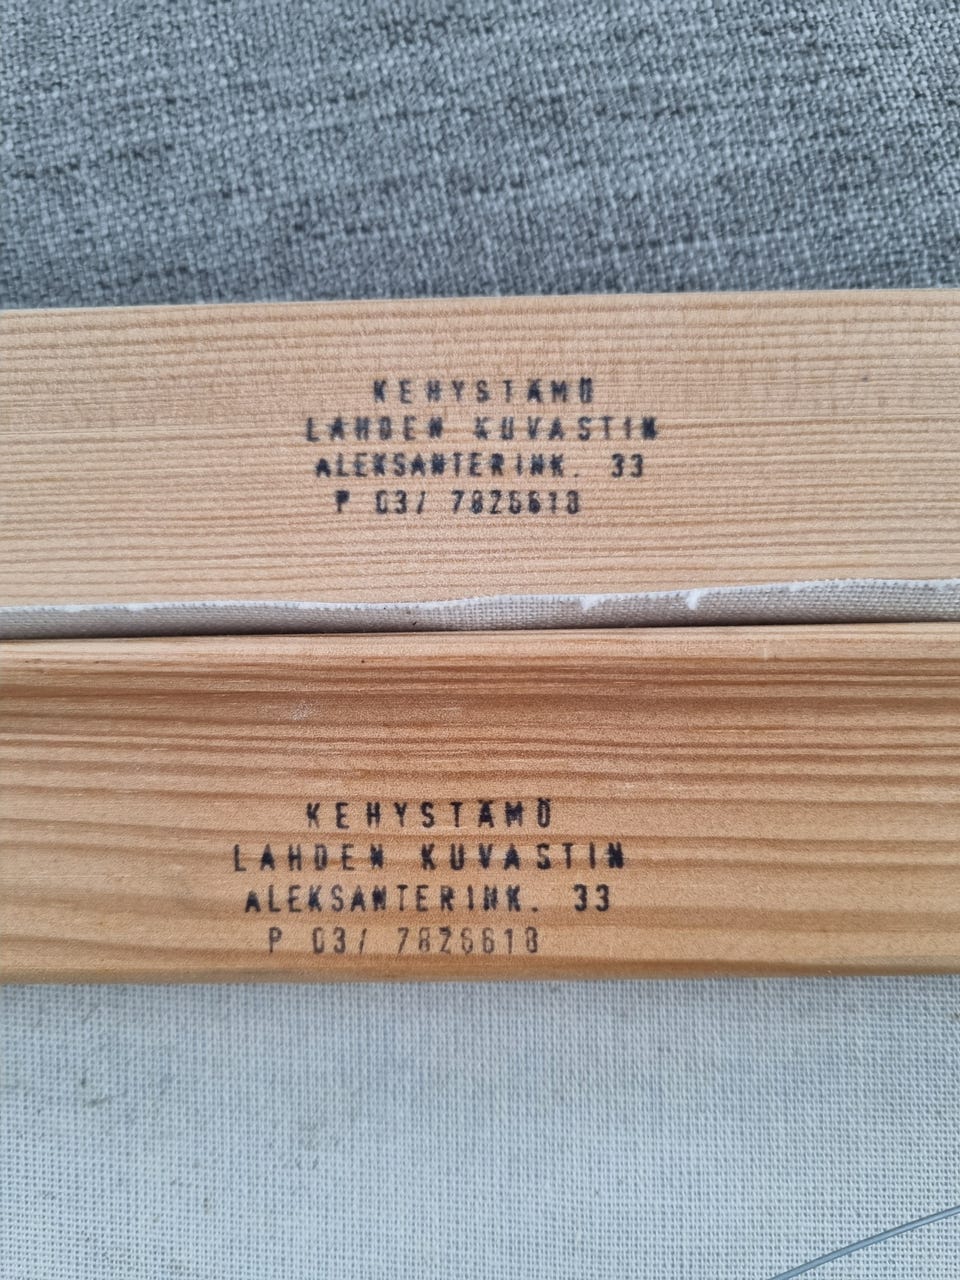 KEHYSTÄMÖ
LAHDEN KUVASTIN
ALEKSANTERINK. 33
P 03/ 7826618
KEHYSTÄMÖ
LAHDEN KUVASTIN
ALEKSANTERINK. 33
P 03/ 7826618